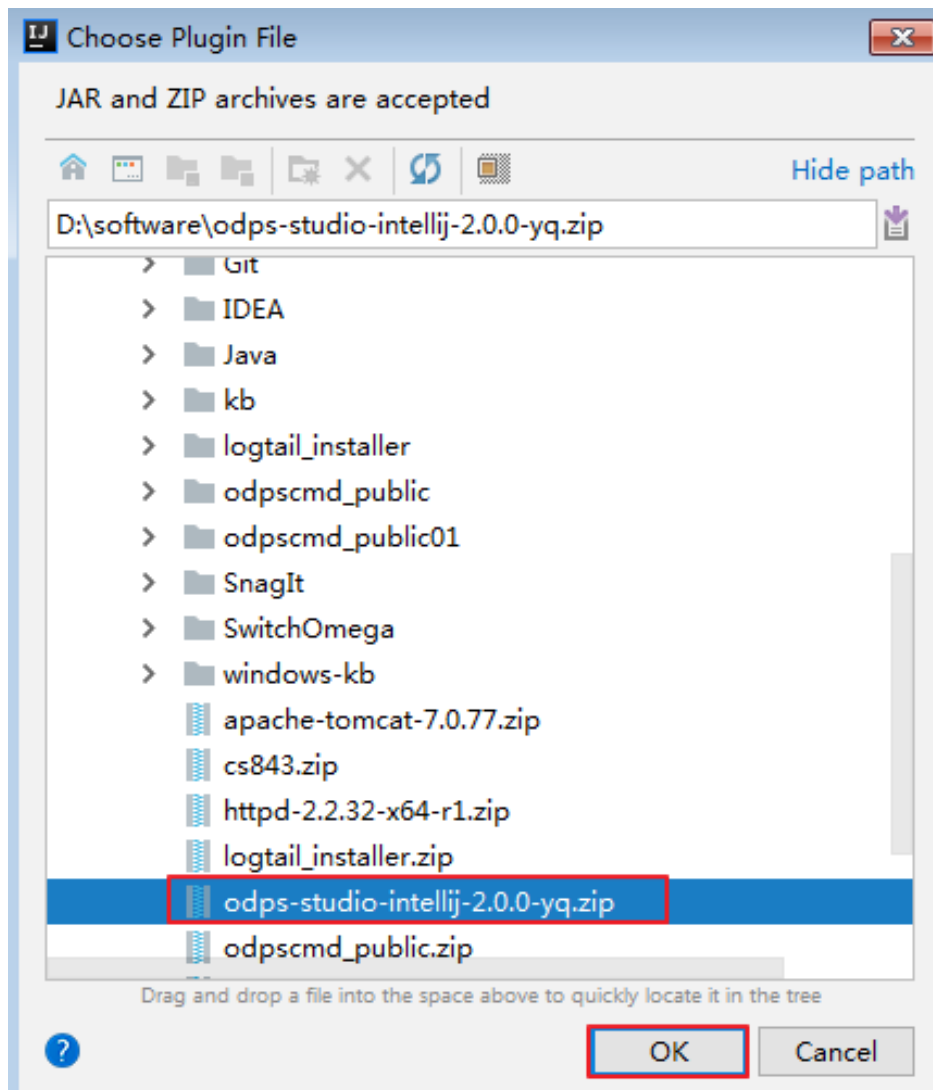 IJ Choose Plugin File
JAR and ZIP archives are accepted
Hide path
D:\software\odps-studio-intellij-2.0.0-yq.zip
Git
IDEA
Java
kb
logtail_installer
odpscmd_public
odpscmd_public01
SnagIt
SwitchOmega
windows-kb
apache-tomcat-7.0.77.zip
cs843.zip
httpd-2.2.32-x64-r1.zip
logtail_installer.zip
odps-studio-intellij-2.0.0-yq.zip
odpscmd_public.zip
Drag and drop a file into the space above to quickly locate it in the tree
? OK Cancel